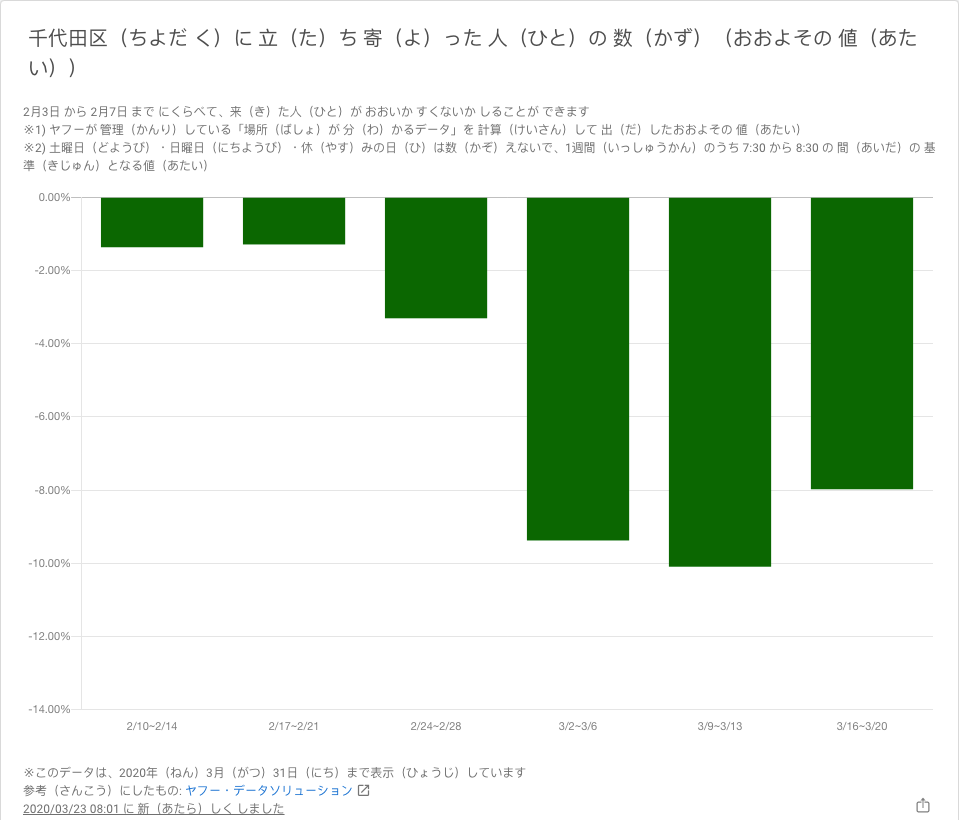 千代田区（ちよだ く）に 立（た）ち 寄（よ）った 人（ひと）の 数（かず）（おおよその 値（あた
い））
2月3日 から 2月7日 まで にくらべて、来（き）た人（ひと）が おおいか すくないか しることが できます
※1) ヤフーが 管理（かんり）している「場所（ばしょ）が 分（わ）かるデータ」を 計算（けいさん）して 出（だ）したおおよその 値（あたい）
※2) 土曜日（どようび）・日曜日（にちようび）・休（やす）みの日（ひ）は数（かぞ）えないで、1週間（いっしゅうかん）のうち 7:30 から 8:30 の 間（あいだ）の 基
準（きじゅん）となる値（あたい）
0.00%
-2.00%
-4.00%
-6.00%
-8.00%
-10.00%
-12.00%
-14.00%
2/10~2/14 2/17~2/21 2/24~2/28 3/2~3/6 3/9~3/13 3/16~3/20
※このデータは、2020年（ねん）3月（がつ）31日（にち）まで表示（ひょうじ）しています
参考（さんこう）にしたもの: ヤフー・データソリューション
2020/03/23 08:01 に 新（あたら）しく しました